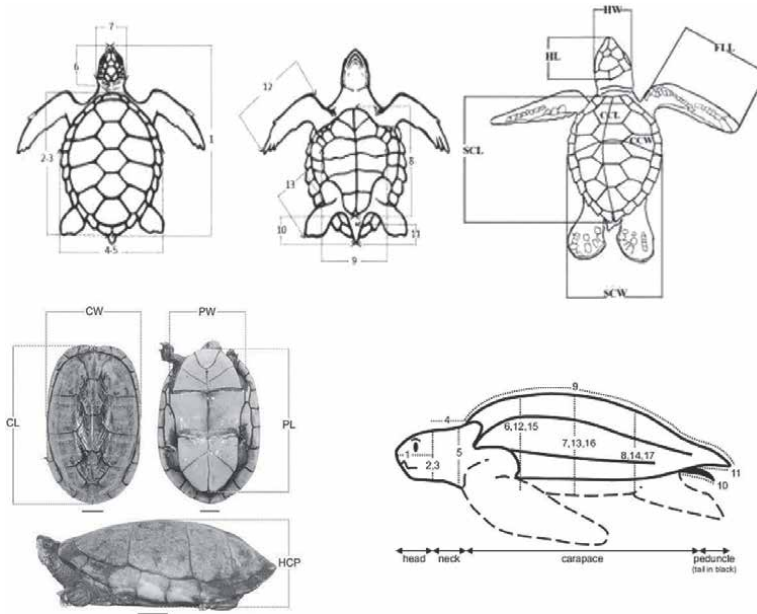 7
6
1
2-3
4-5
12
8
13
10
11
9
HW
HL
FLL
CCL
CCW
SCL
SCW
CW
PW
CL
PL
HCP
9
4
6,12,15
7,13,16
5
1
2,3
8,14,17
11
10
head neck carapace peduncle
(tail in black)